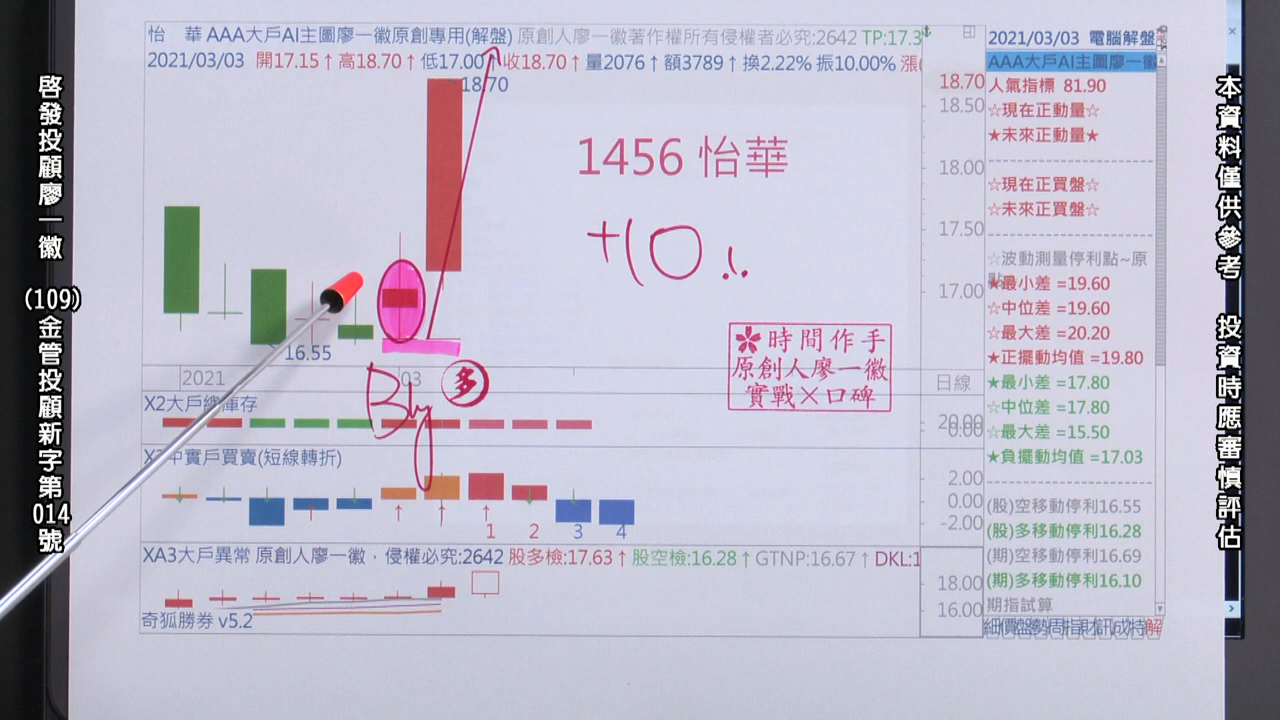 啓發投顧廖一徽
(109)金管投顧新字第014號
本資料僅供參考 投資時應審慎評估
怡 華 AAA大戶AI主圖廖一徽原創專用(解盤) 原創人廖一徽著作權所有侵權者必究:2642 TP:17.3
2021/03/03 開17.15↑ 高18.70↑ 低17.00 收18.70↑ 量2076↑ 額3789↑ 換2.22% 振10.00% 漲
18.70
16.55
1456 怡華
+10%
時間作手
原創人廖一徽
實戰×口碑
Buy 多
18.70
18.50
18.00
17.50
17.00
2021
03
日線
X2大戶總庫存
20.00
0.00
中實戶買賣(短線轉折)
2.00
0.00
-2.00
1 2 3 4
XA3大戶異常 原創人廖一徽，侵權必究:2642 股多檢:17.63↑ 股空檢:16.28↑ GTNP:16.67↑ DKL:1
18.00
16.00
奇狐勝券 v5.2
2021/03/03 電腦解盤
AAA大戶AI主圖廖一徽
人氣指標 81.90
☆現在正動量☆
★未來正動量★
☆現在正買盤☆
☆未來正買盤☆
☆波動測量停利點~原
★最小差 =19.60
☆中位差 =19.60
☆最大差 =20.20
★正擺動均值 =19.80
★最小差 =17.80
☆中位差 =17.80
☆最大差 =15.50
★負擺動均值 =17.03
(股)空移動停利16.55
(股)多移動停利16.28
(期)空移動停利16.69
(期)多移動停利16.10
期指試算